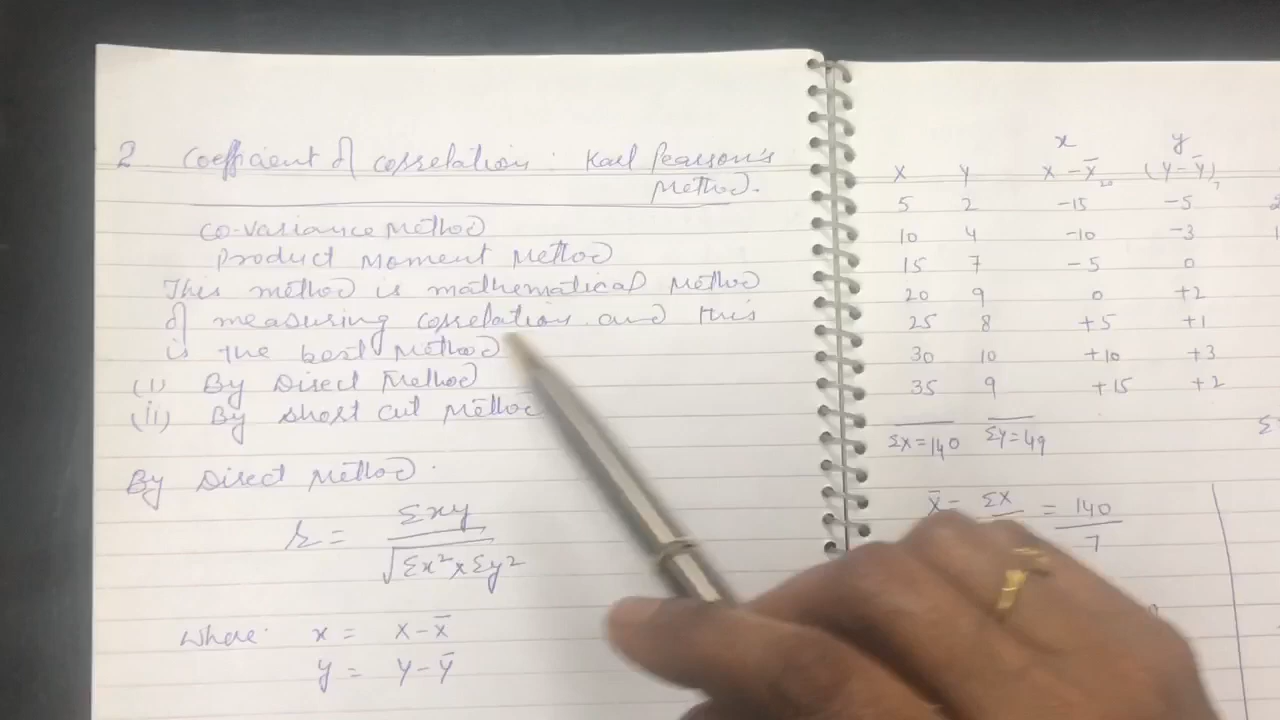 2 Coefficient of correlation: Karl Pearson's
Method.
Co-variance Method
Product Moment Method
This method is mathematical Method
of measuring correlation and this
is the best Method
(i) By Direct Method
(ii) By short cut Method
By Direct Method.
r = Σxy / √Σx²xΣy²
where. x = X-X̄
y = Y-Ȳ
x y
X Y X-X̄ (Y-Ȳ)
5 2 -15 -5
10 4 -10 -3
15 7 -5 0
20 9 0 +2
25 8 +5 +1
30 10 +10 +3
35 9 +15 +2
ΣX=140 ΣY=49
X̄ = ΣX = 140
7